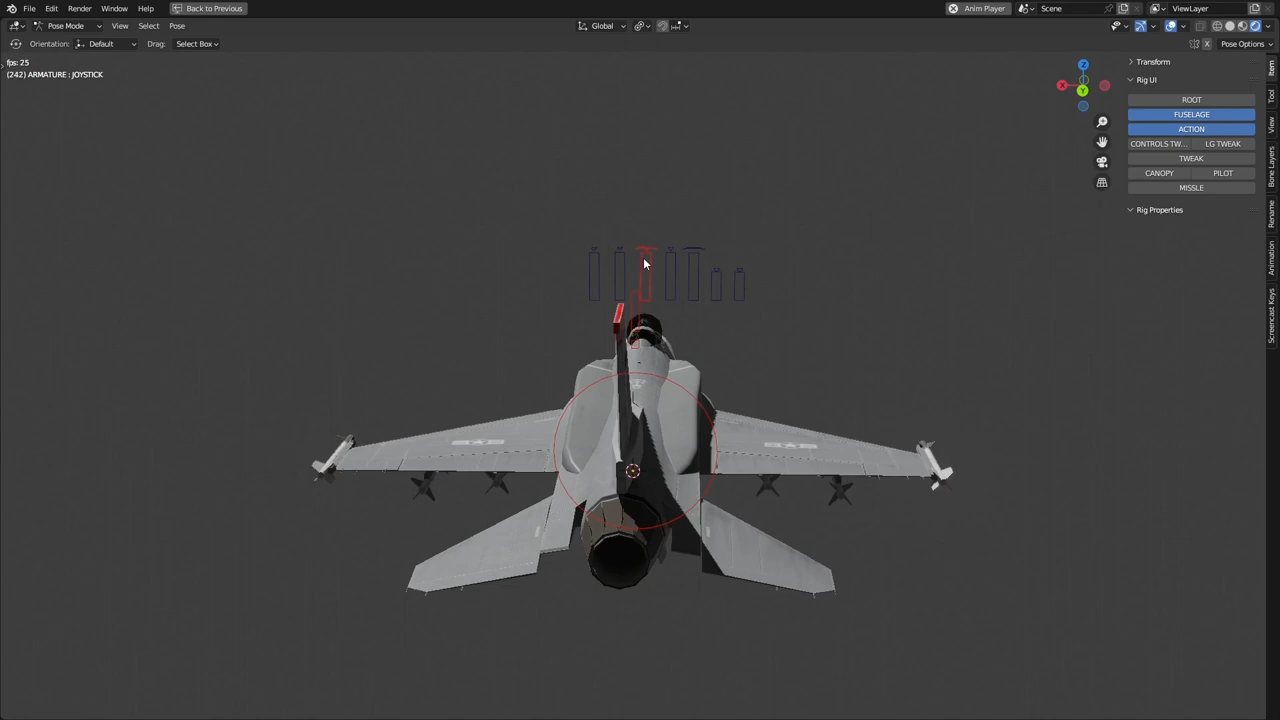 File Edit Render Window Help Back to Previous Anim Player Scene ViewLayer
Pose Mode View Select Pose Global
Orientation: Default Drag: Select Box X Pose Options
fps: 25
(242) ARMATURE : JOYSTICK
Z
X
Y
Transform
Rig UI
ROOT
FUSELAGE
ACTION
CONTROLS TW... LG TWEAK
TWEAK
CANOPY PILOT
MISSLE
Rig Properties
Item
Tool
View
Bone Layers
Rename
Animation
Screencast Keys